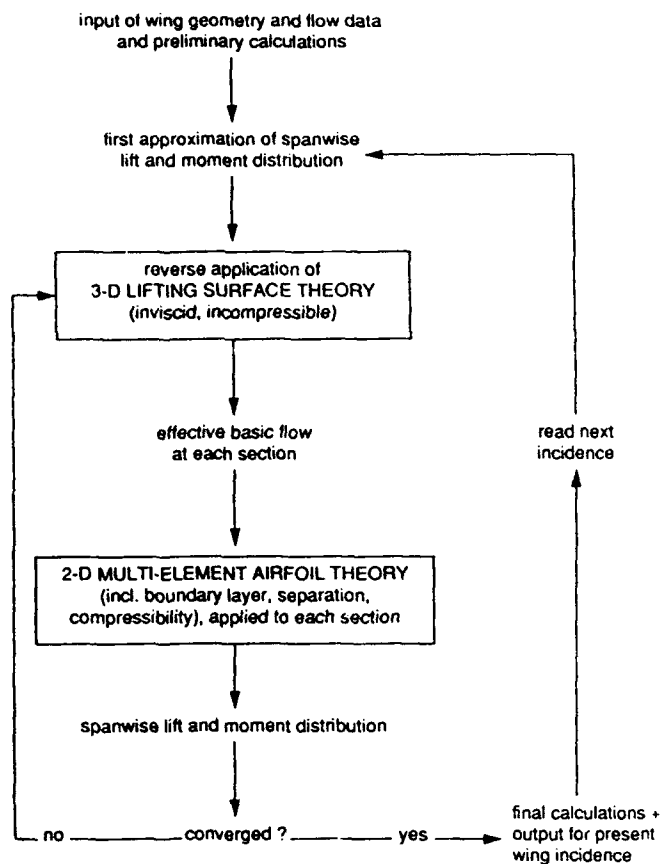 input of wing geometry and flow data
and preliminary calculations
first approximation of spanwise
lift and moment distribution
reverse application of
3-D LIFTING SURFACE THEORY
(inviscid, incompressible)
effective basic flow
at each section
read next
incidence
2-D MULTI-ELEMENT AIRFOIL THEORY
(incl. boundary layer, separation,
compressibility), applied to each section
spanwise lift and moment distribution
no converged ? yes
final calculations +
output for present
wing incidence